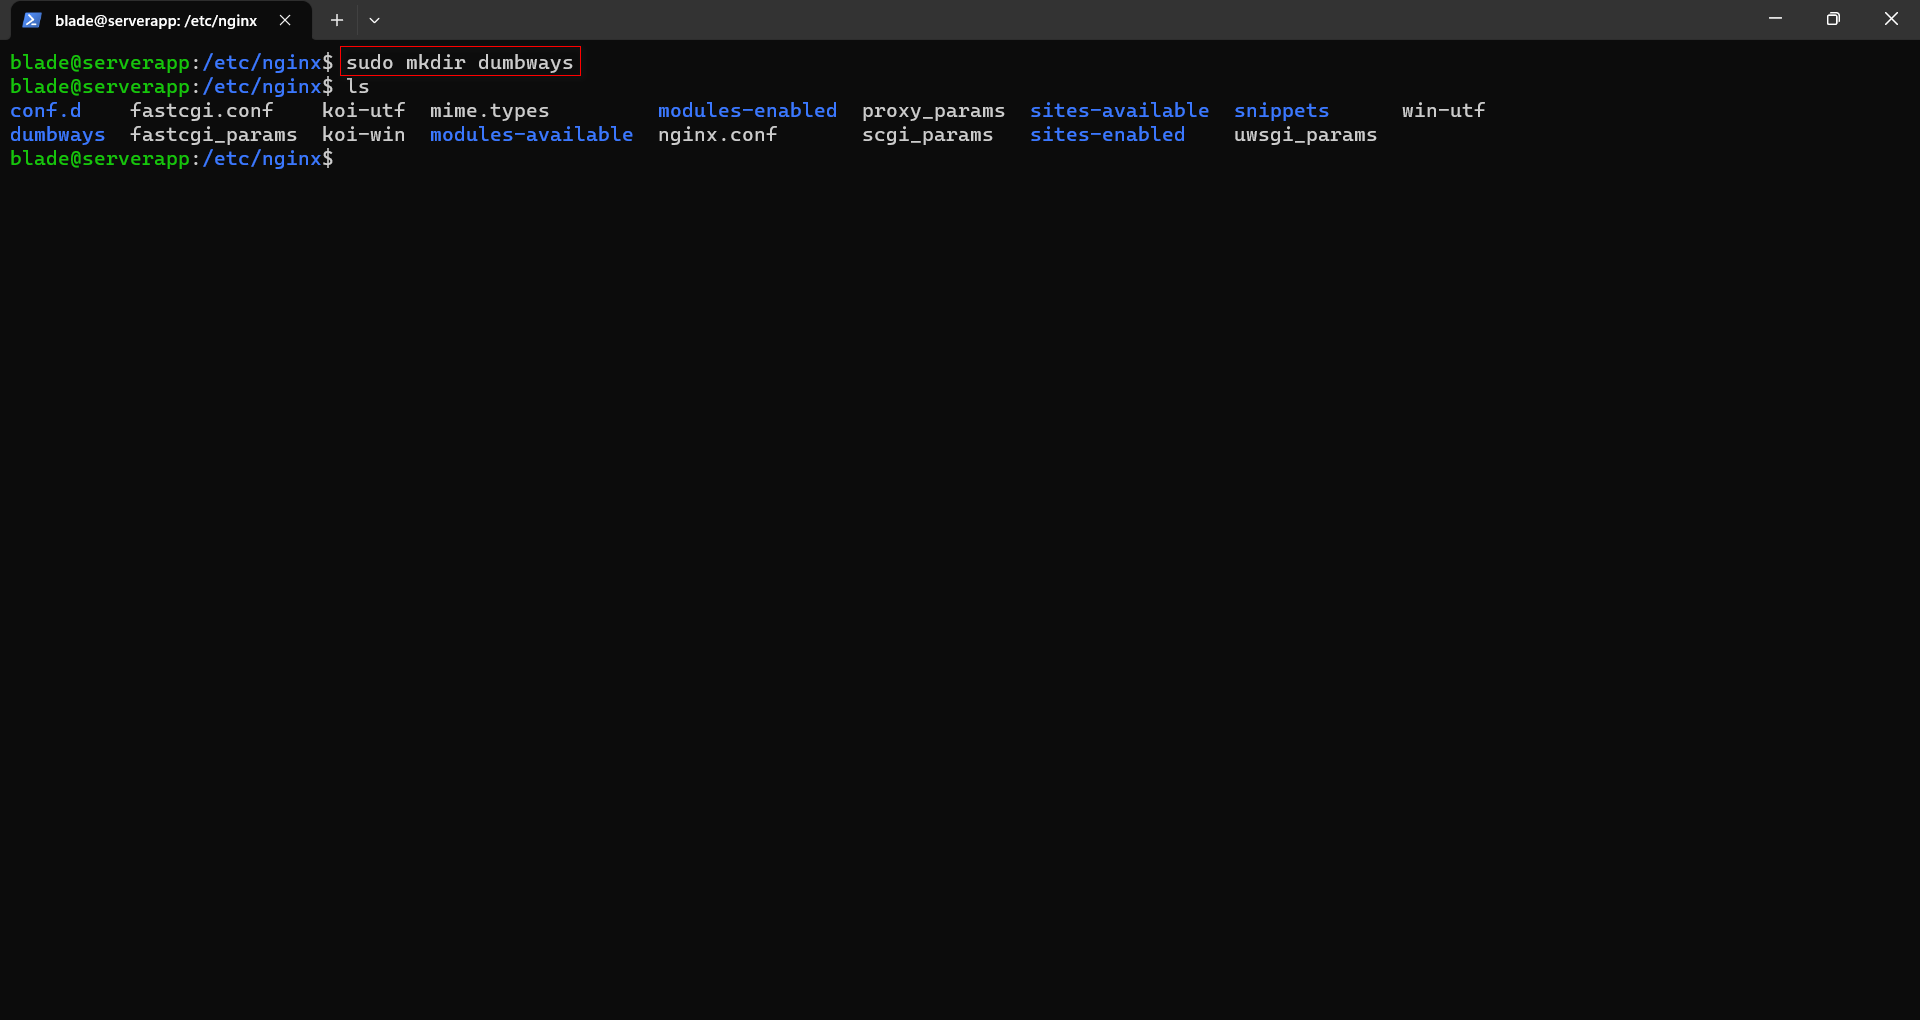 blade@serverapp: /etc/nginx
blade@serverapp:/etc/nginx$ sudo mkdir dumbways
blade@serverapp:/etc/nginx$ ls
conf.d    fastcgi.conf    koi-utf  mime.types         modules-enabled  proxy_params  sites-available  snippets      win-utf
dumbways  fastcgi_params  koi-win  modules-available  nginx.conf       scgi_params   sites-enabled    uwsgi_params
blade@serverapp:/etc/nginx$